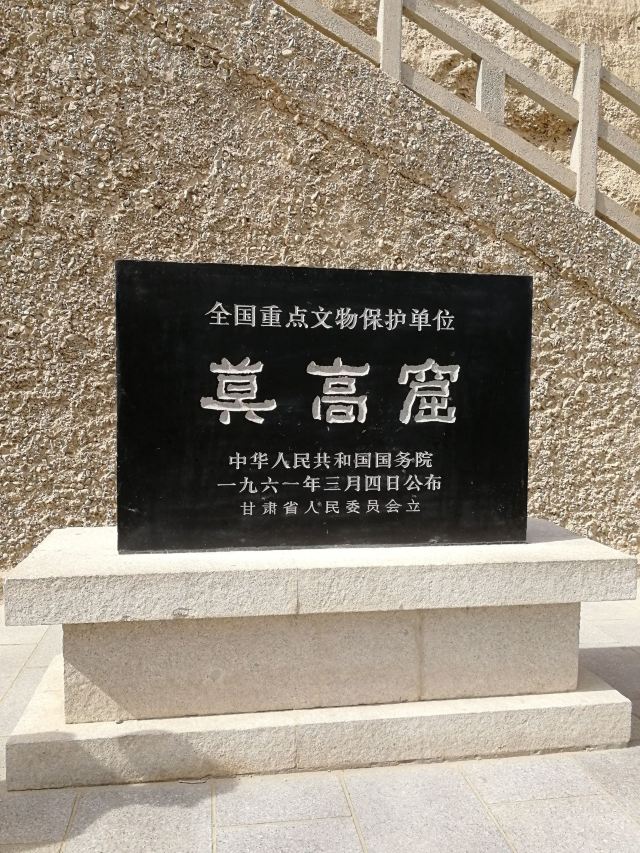 全国重点文物保护单位
莫高窟
中华人民共和国国务院
一九六一年三月四日公布
甘肃省人民委员会立